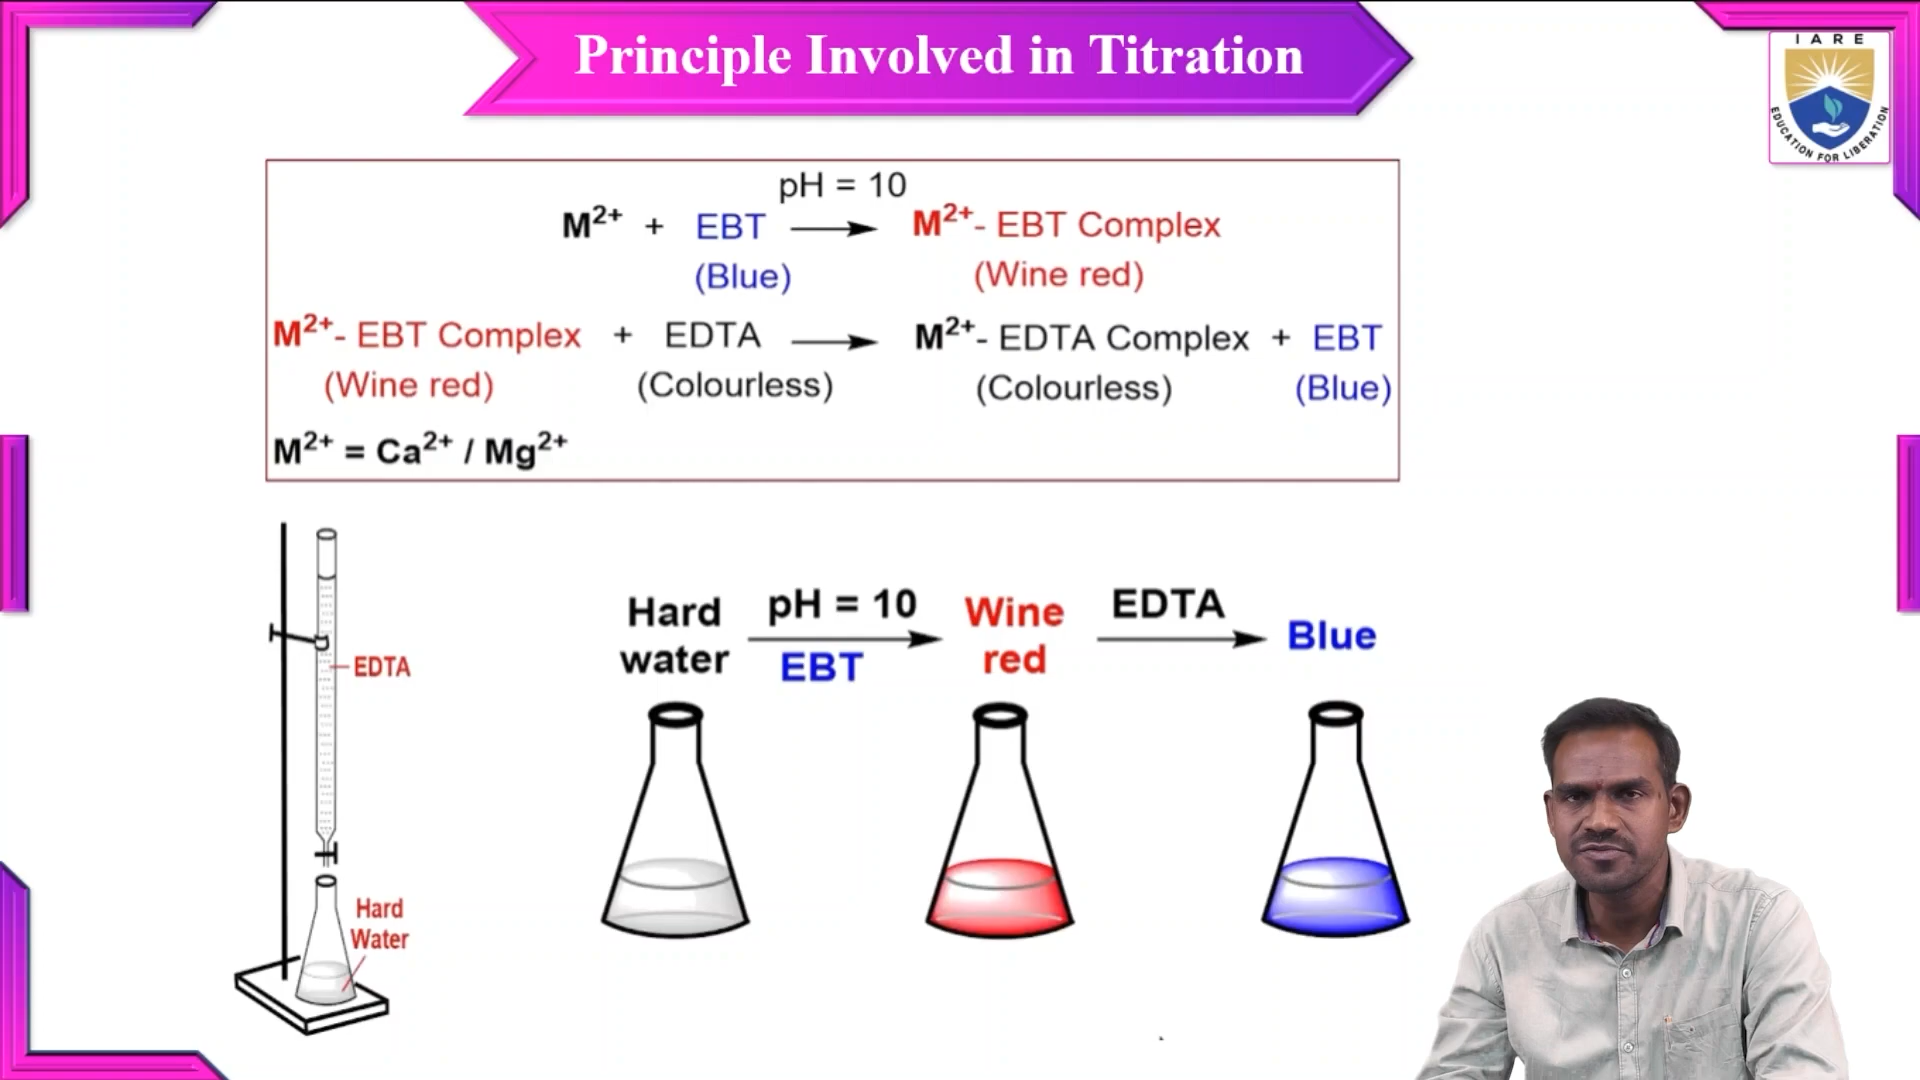 Principle Involved in Titration
I A R E
EDUCATION FOR LIBERATION
pH = 10
M²⁺ + EBT ⟶ M²⁺- EBT Complex
(Blue) (Wine red)
M²⁺- EBT Complex + EDTA ⟶ M²⁺- EDTA Complex + EBT
(Wine red) (Colourless) (Colourless) (Blue)
M²⁺ = Ca²⁺ / Mg²⁺
EDTA
Hard
Water
Hard
water
pH = 10
EBT
Wine
red
EDTA
Blue